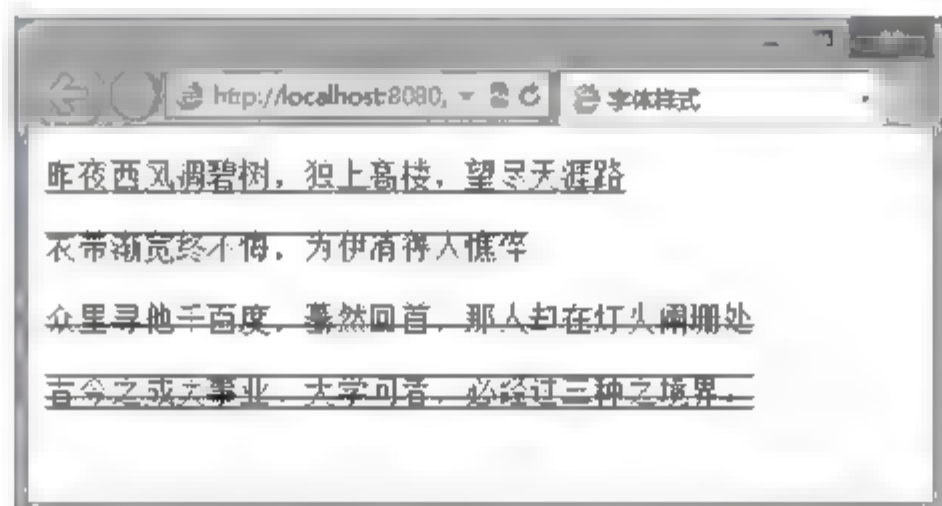 http://localhost:8080, 字体样式
昨夜西风凋碧树，独上高楼，望尽天涯路
衣带渐宽终不悔，为伊消得人憔悴
众里寻他千百度，蓦然回首，那人却在灯火阑珊处
古今之成大事业、大学问者，必经过三种之境界。